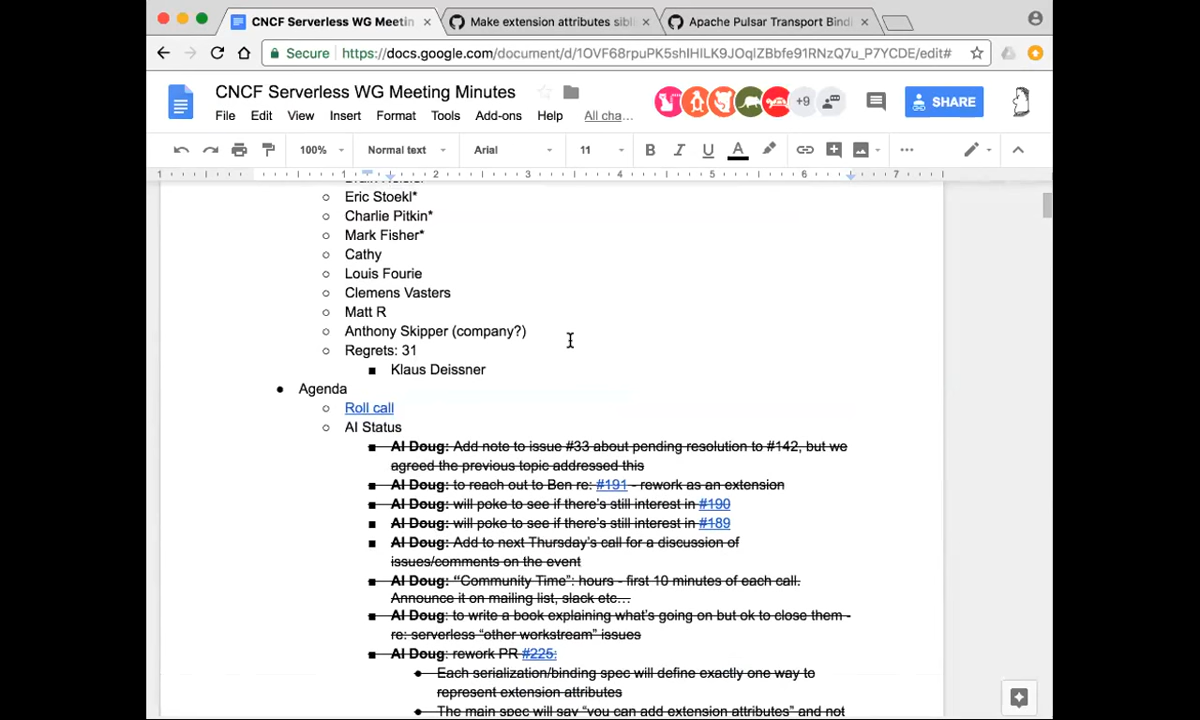 CNCF Serverless WG Meetin
Make extension attributes sibli
Apache Pulsar Transport Bindi
Secure
https://docs.google.com/document/d/1OVF68rpuPK5shIHILK9JOqlZBbfe91RNzQ7u_P7YCDE/edit#
CNCF Serverless WG Meeting Minutes
+9
SHARE
File Edit View Insert Format Tools Add-ons Help All cha...
100% Normal text Arial 11 B I U A
1 1 2 3 4 5 6 7
Eric Stoekl*
Charlie Pitkin*
Mark Fisher*
Cathy
Louis Fourie
Clemens Vasters
Matt R
Anthony Skipper (company?)
Regrets: 31
Klaus Deissner
Agenda
Roll call
AI Status
AI Doug: Add note to issue #33 about pending resolution to #142, but we
agreed the previous topic addressed this
AI Doug: to reach out to Ben re: #191 - rework as an extension
AI Doug: will poke to see if there's still interest in #190
AI Doug: will poke to see if there's still interest in #189
AI Doug: Add to next Thursday's call for a discussion of
issues/comments on the event
AI Doug: "Community Time": hours - first 10 minutes of each call.
Announce it on mailing list, slack etc...
AI Doug: to write a book explaining what's going on but ok to close them -
re: serverless "other workstream" issues
AI Doug: rework PR #225:
Each serialization/binding spec will define exactly one way to
represent extension attributes
The main spec will say "you can add extension attributes" and not